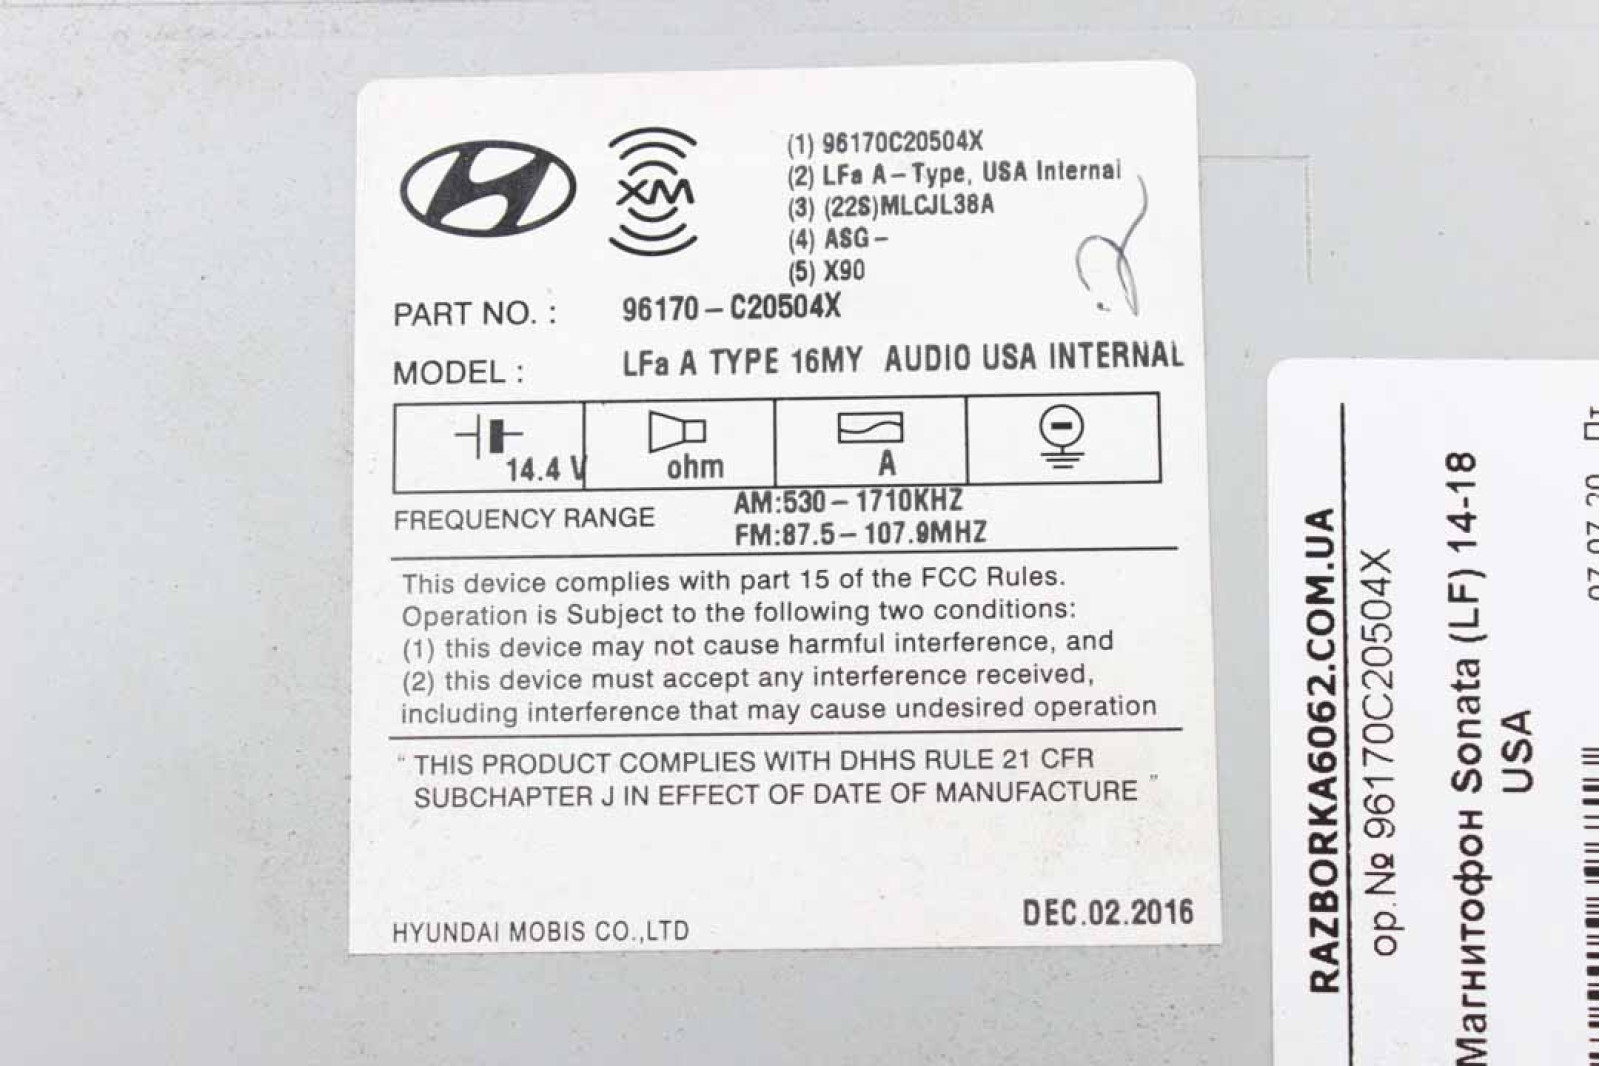 XM
(1) 96170C20504X
(2) LFa A-Type, USA Internal
(3) (22S)MLCJL38A
(4) ASG-
(5) X90
PART NO. : 96170-C20504X
MODEL : LFa A TYPE 16MY AUDIO USA INTERNAL
14.4 V ohm A
FREQUENCY RANGE AM:530-1710KHZ
FM:87.5-107.9MHZ
This device complies with part 15 of the FCC Rules.
Operation is Subject to the following two conditions:
(1) this device may not cause harmful interference, and
(2) this device must accept any interference received,
including interference that may cause undesired operation
" THIS PRODUCT COMPLIES WITH DHHS RULE 21 CFR
SUBCHAPTER J IN EFFECT OF DATE OF MANUFACTURE "
HYUNDAI MOBIS CO.,LTD DEC.02.2016
RAZBORKA6062.COM.UA
ор.№ 96170C20504X
Магнитофон Sonata (LF) 14-18
USA
07.07.20